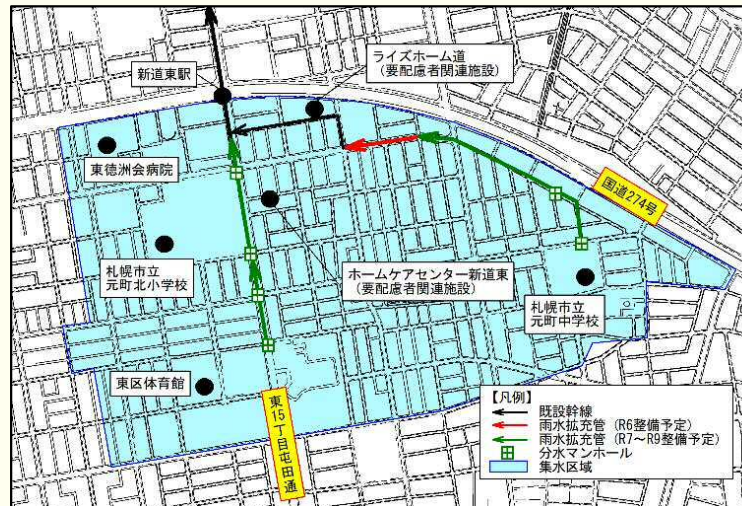 新道東駅
ライズホーム道
(要配慮者関連施設)
東徳洲会病院
国道274号
札幌市立
元町北小学校
ホームケアセンター新道東
(要配慮者関連施設)
札幌市立
元町中学校
東区体育館
東15丁目屯田通
【凡例】
既設幹線
雨水拡充管 (R6整備予定)
雨水拡充管 (R7～R9整備予定)
分水マンホール
集水区域